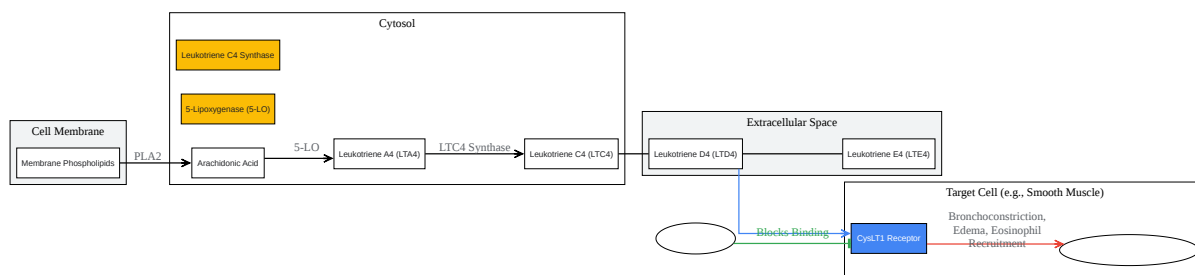 Cytosol
Leukotriene C4 Synthase
5-Lipoxygenase (5-LO)
Cell Membrane
Membrane Phospholipids
PLA2
Arachidonic Acid
5-LO
Leukotriene A4 (LTA4)
LTC4 Synthase
Leukotriene C4 (LTC4)
Extracellular Space
Leukotriene D4 (LTD4)
Leukotriene E4 (LTE4)
Target Cell (e.g., Smooth Muscle)
Blocks Binding
CysLT1 Receptor
Bronchoconstriction,
Edema, Eosinophil
Recruitment